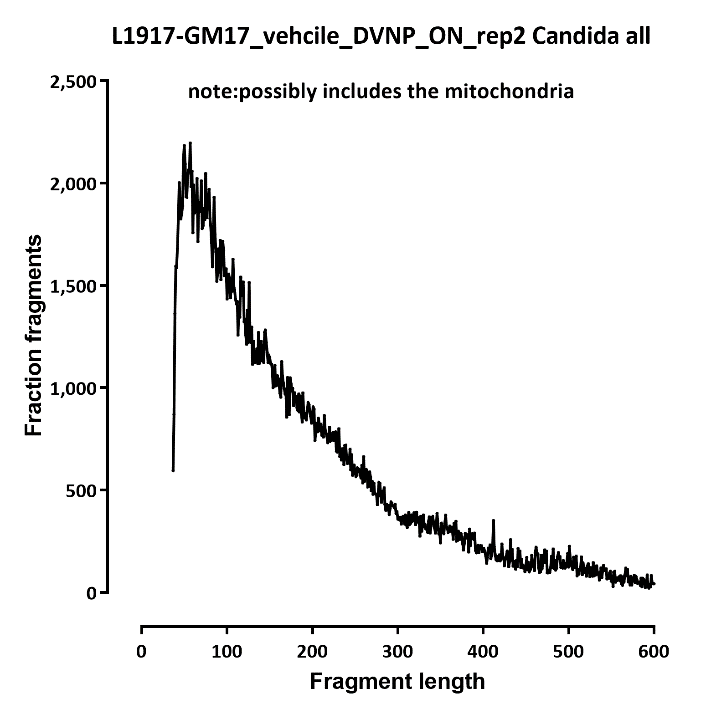 L1917-GM17_vehcile_DVNP_ON_rep2 Candida all
note:possibly includes the mitochondria
2,500
2,000
1,500
1,000
500
0
Fraction fragments
0 100 200 300 400 500 600
Fragment length